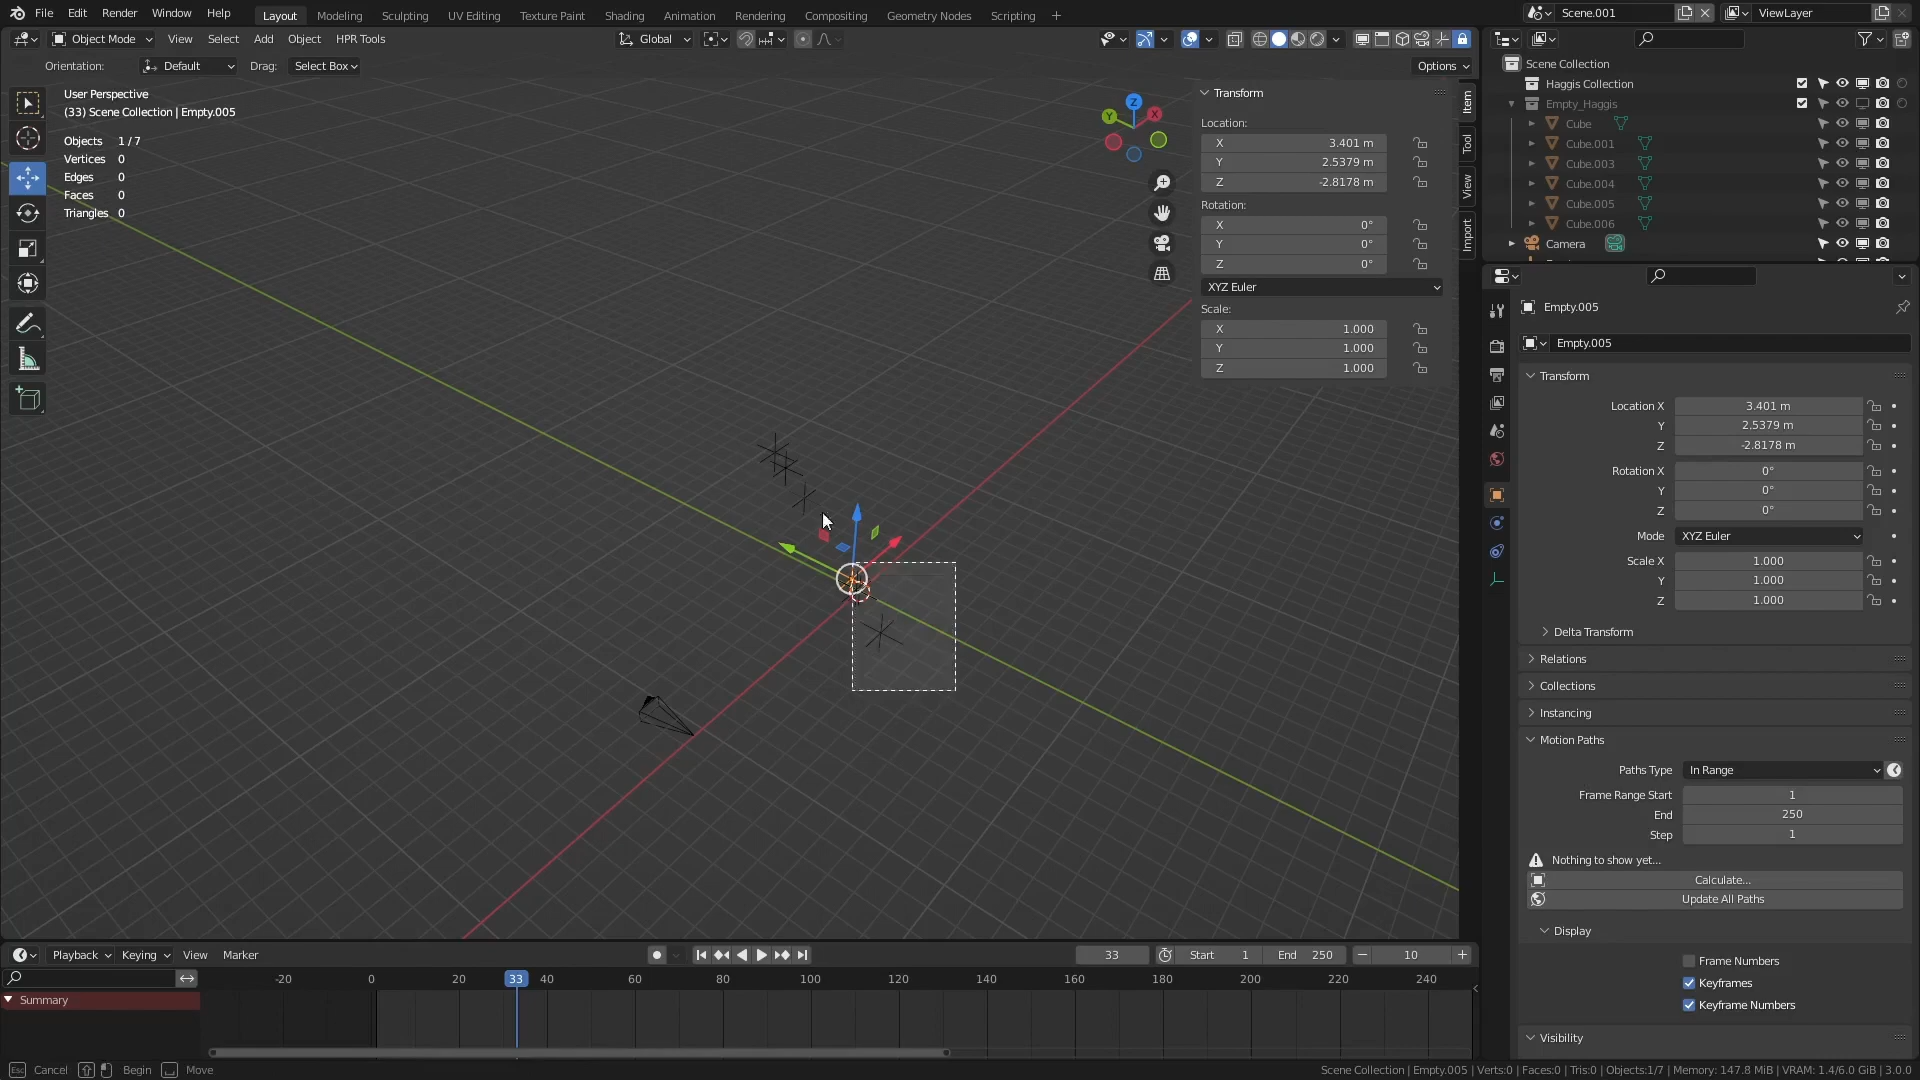 File Edit Render Window Help
Layout Modeling Sculpting UV Editing Texture Paint Shading Animation Rendering Compositing Geometry Nodes Scripting +
Scene.001
ViewLayer
Object Mode View Select Add Object HPR Tools
Global
Orientation: Default Drag: Select Box
Options
User Perspective
(33) Scene Collection | Empty.005
Objects 1/7
Vertices 0
Edges 0
Faces 0
Triangles 0
Z
Y
X
Transform
Location:
X 3.401 m
Y 2.5379 m
Z -2.8178 m
Rotation:
X 0°
Y 0°
Z 0°
XYZ Euler
Scale:
X 1.000
Y 1.000
Z 1.000
Item
Tool
View
Import
Scene Collection
Haggis Collection
Empty_Haggis
Cube
Cube.001
Cube.003
Cube.004
Cube.005
Cube.006
Camera
Empty.005
Empty.005
Transform
Location X 3.401 m
Y 2.5379 m
Z -2.8178 m
Rotation X 0°
Y 0°
Z 0°
Mode XYZ Euler
Scale X 1.000
Y 1.000
Z 1.000
Delta Transform
Relations
Collections
Instancing
Motion Paths
Paths Type In Range
Frame Range Start 1
End 250
Step 1
Nothing to show yet...
Calculate...
Update All Paths
Display
Frame Numbers
Keyframes
Keyframe Numbers
Visibility
Playback Keying View Marker
33 Start 1 End 250 10
-20 0 20 33 40 60 80 100 120 140 160 180 200 220 240
Summary
Esc Cancel Begin Move
Scene Collection | Empty.005 | Verts:0 | Faces:0 | Tris:0 | Objects:1/7 | Memory: 147.8 MiB | VRAM: 1.4/6.0 GiB | 3.0.0